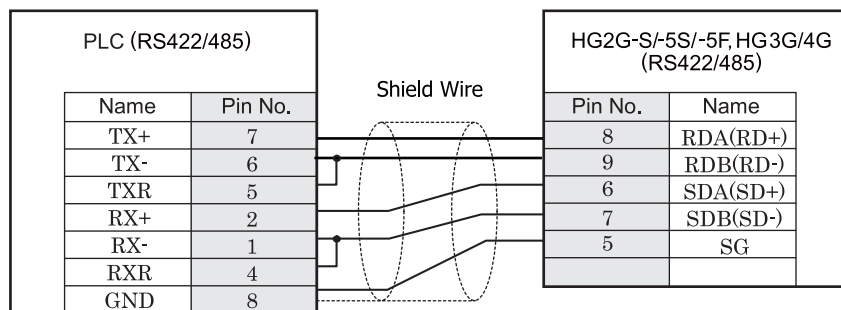 PLC (RS422/485)
Name Pin No.
TX+ 7
TX- 6
TXR 5
RX+ 2
RX- 1
RXR 4
GND 8
Shield Wire
HG2G-S/-5S/-5F, HG3G/4G
(RS422/485)
Pin No. Name
8 RDA(RD+)
9 RDB(RD-)
6 SDA(SD+)
7 SDB(SD-)
5 SG